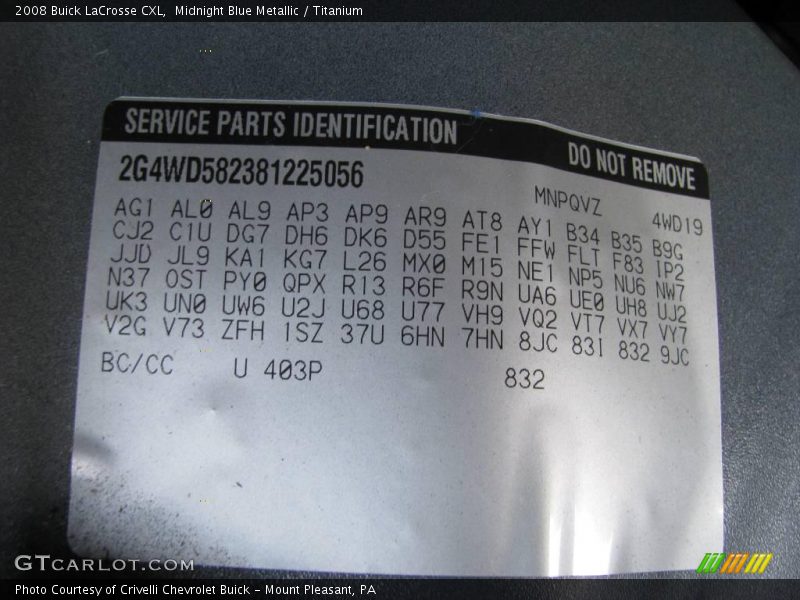 2008 Buick LaCrosse CXL,  Midnight Blue Metallic / Titanium
SERVICE PARTS IDENTIFICATION DO NOT REMOVE
2G4WD582381225056
MNPQVZ 4WD19
AG1 AL0 AL9 AP3 AP9 AR9 AT8 AY1 B34 B35 B9G
CJ2 C1U DG7 DH6 DK6 D55 FE1 FFW FLT F83 IP2
JJD JL9 KA1 KG7 L26 MX0 M15 NE1 NP5 NU6 NW7
N37 OST PY0 QPX R13 R6F R9N UA6 UE0 UH8 UJ2
UK3 UN0 UW6 U2J U68 U77 VH9 VQ2 VT7 VX7 VY7
V2G V73 ZFH 1SZ 37U 6HN 7HN 8JC 83I 832 9JC
BC/CC U 403P 832
GTCARLOT.COM
Photo Courtesy of Crivelli Chevrolet Buick – Mount Pleasant, PA